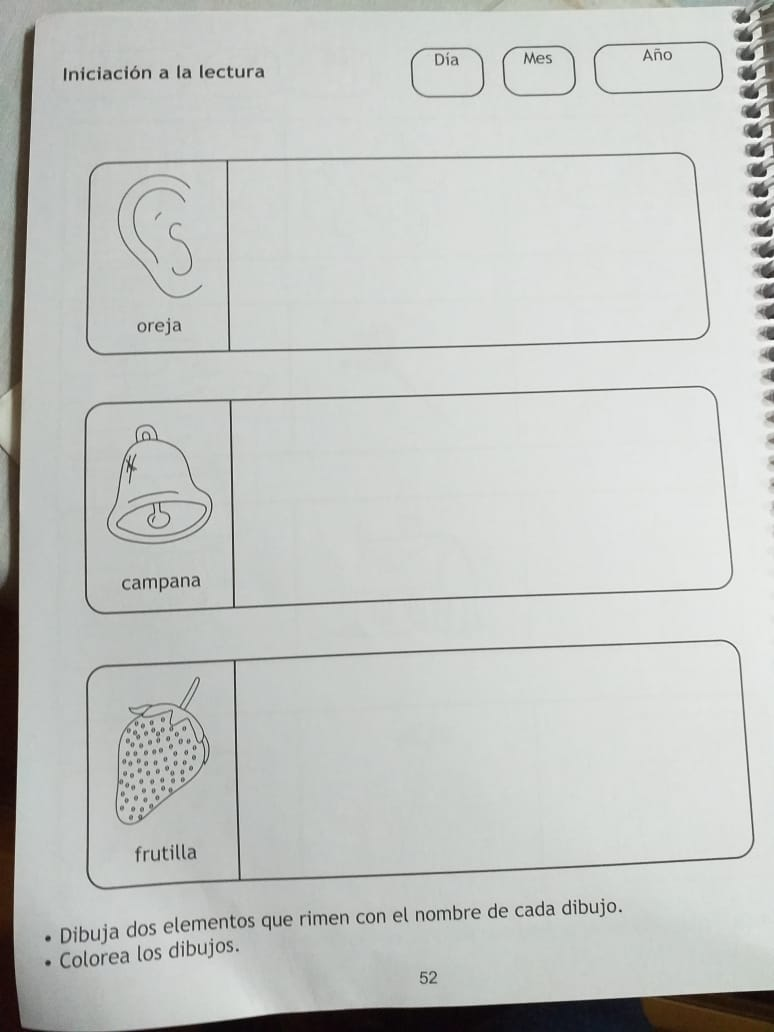 Iniciación a la lectura
Día
Mes
Año
oreja
campana
frutilla
• Dibuja dos elementos que rimen con el nombre de cada dibujo.
• Colorea los dibujos.
52